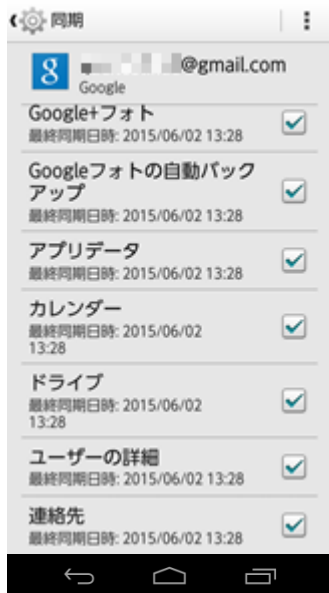 同期
@gmail.com
Google
Google+フォト
最終同期日時: 2015/06/02 13:28
Googleフォトの自動バック
アップ
最終同期日時: 2015/06/02 13:28
アプリデータ
最終同期日時: 2015/06/02 13:28
カレンダー
最終同期日時: 2015/06/02
13:28
ドライブ
最終同期日時: 2015/06/02
13:28
ユーザーの詳細
最終同期日時: 2015/06/02 13:28
連絡先
最終同期日時: 2015/06/02 13:28